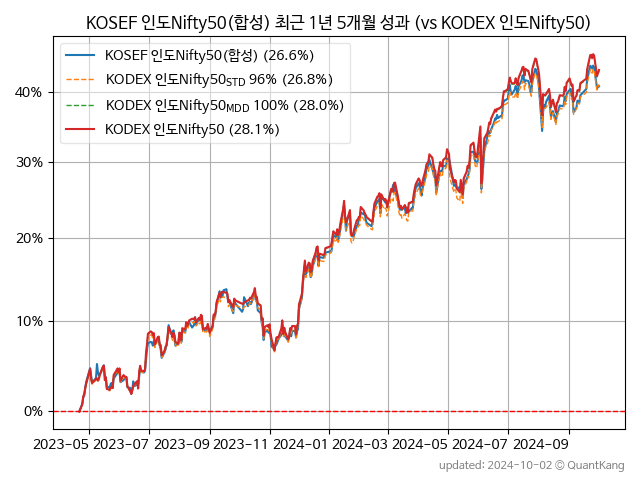 KOSEF 인도Nifty50(합성) 최근 1년 5개월 성과 (vs KODEX 인도Nifty50)
KOSEF 인도Nifty50(합성) (26.6%)
KODEX 인도Nifty50STD 96% (26.8%)
KODEX 인도Nifty50MDD 100% (28.0%)
KODEX 인도Nifty50 (28.1%)
40%
30%
20%
10%
0%
2023-05 2023-07 2023-09 2023-11 2024-01 2024-03 2024-05 2024-07 2024-09
updated: 2024-10-02 © QuantKang